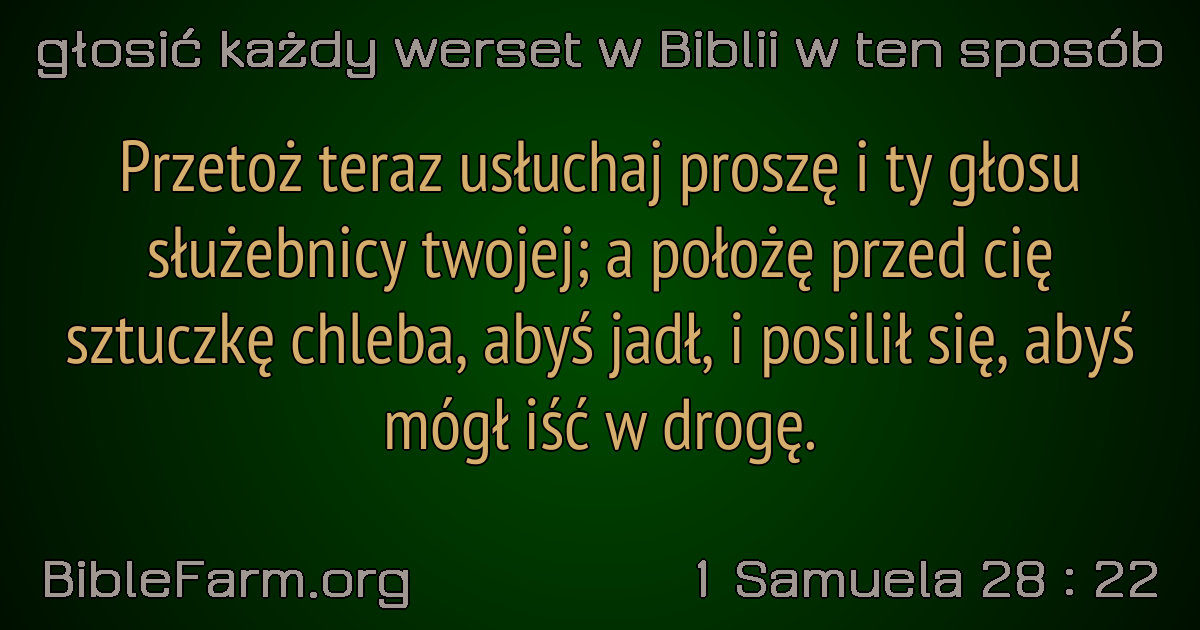 głosić każdy werset w Biblii w ten sposób
Przetoż teraz usłuchaj proszę i ty głosu
służebnicy twojej; a położę przed cię
sztuczkę chleba, abyś jadł, i posilił się, abyś
mógł iść w drogę.
BibleFarm.org
1 Samuela 28 : 22